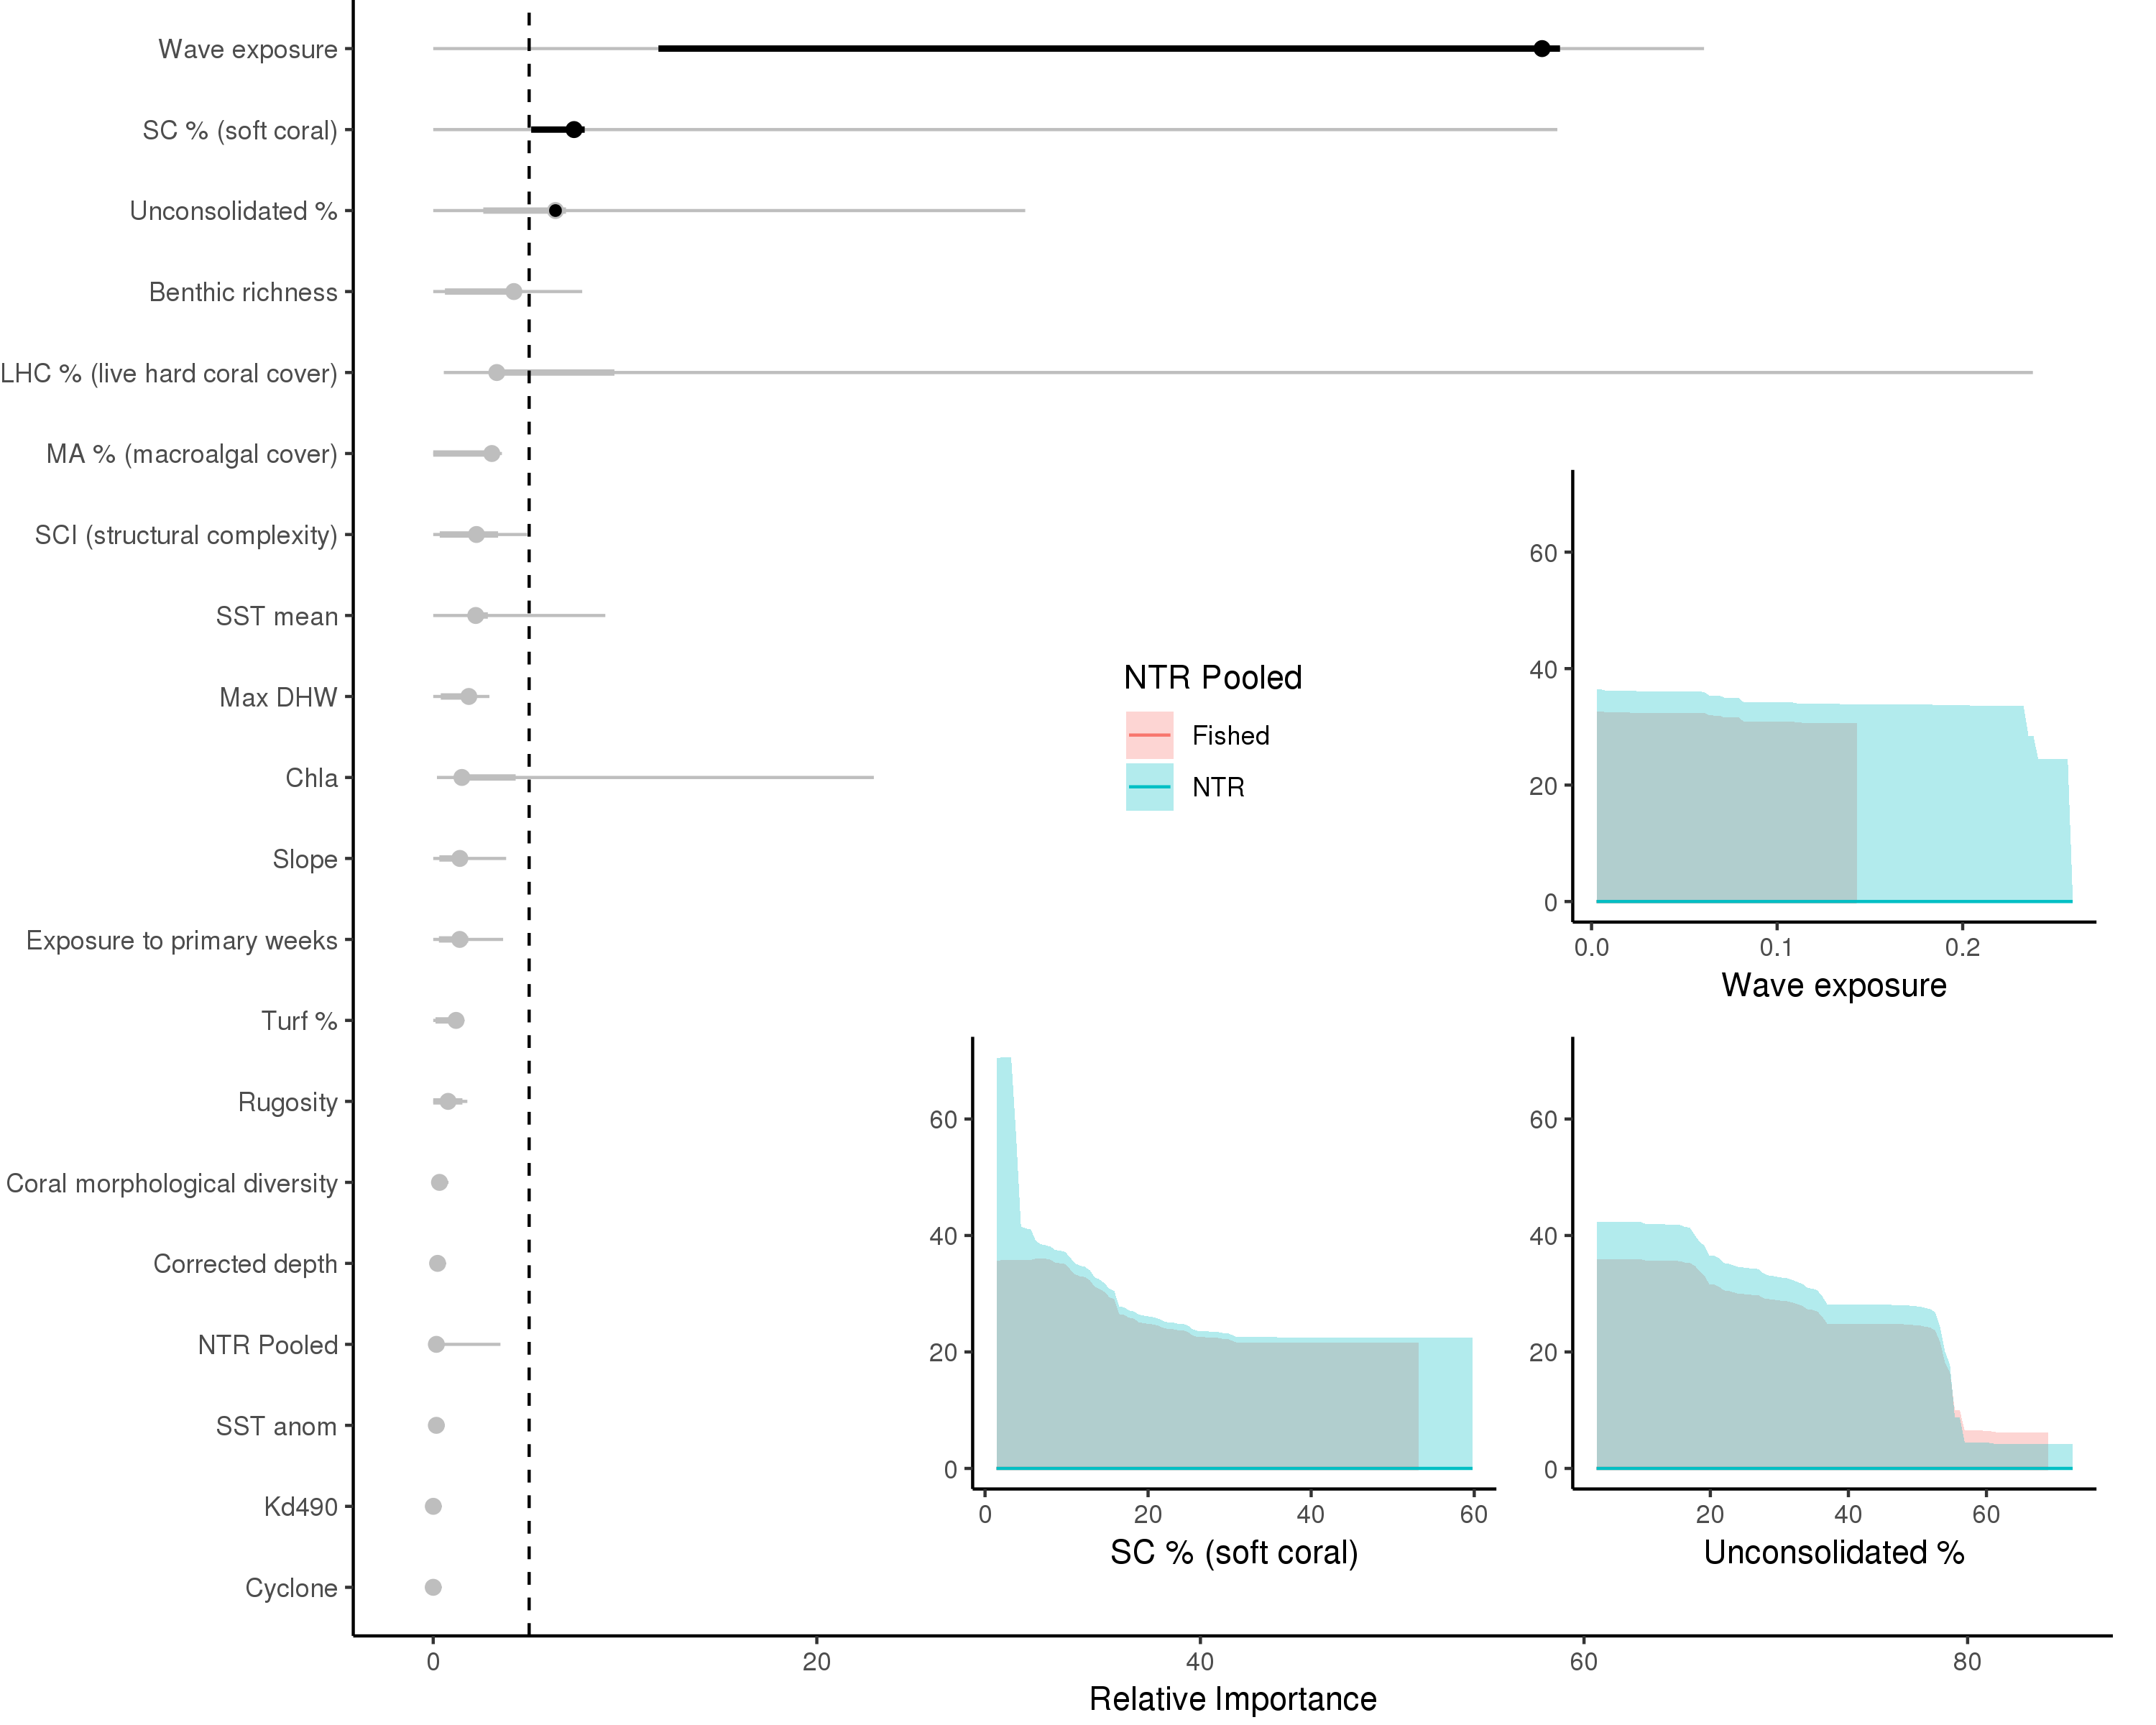 Wave exposure
SC % (soft coral)
Unconsolidated %
Benthic richness
LHC % (live hard coral cover)
MA % (macroalgal cover)
SCI (structural complexity)
SST mean
Max DHW
Chla
Slope
Exposure to primary weeks
Turf %
Rugosity
Coral morphological diversity
Corrected depth
NTR Pooled
SST anom
Kd490
Cyclone
0 20 40 60 80
Relative Importance
NTR Pooled
Fished
NTR
60
40
20
0
0.0 0.1 0.2
Wave exposure
60
40
20
0
0 20 40 60
SC % (soft coral)
60
40
20
0
20 40 60
Unconsolidated %